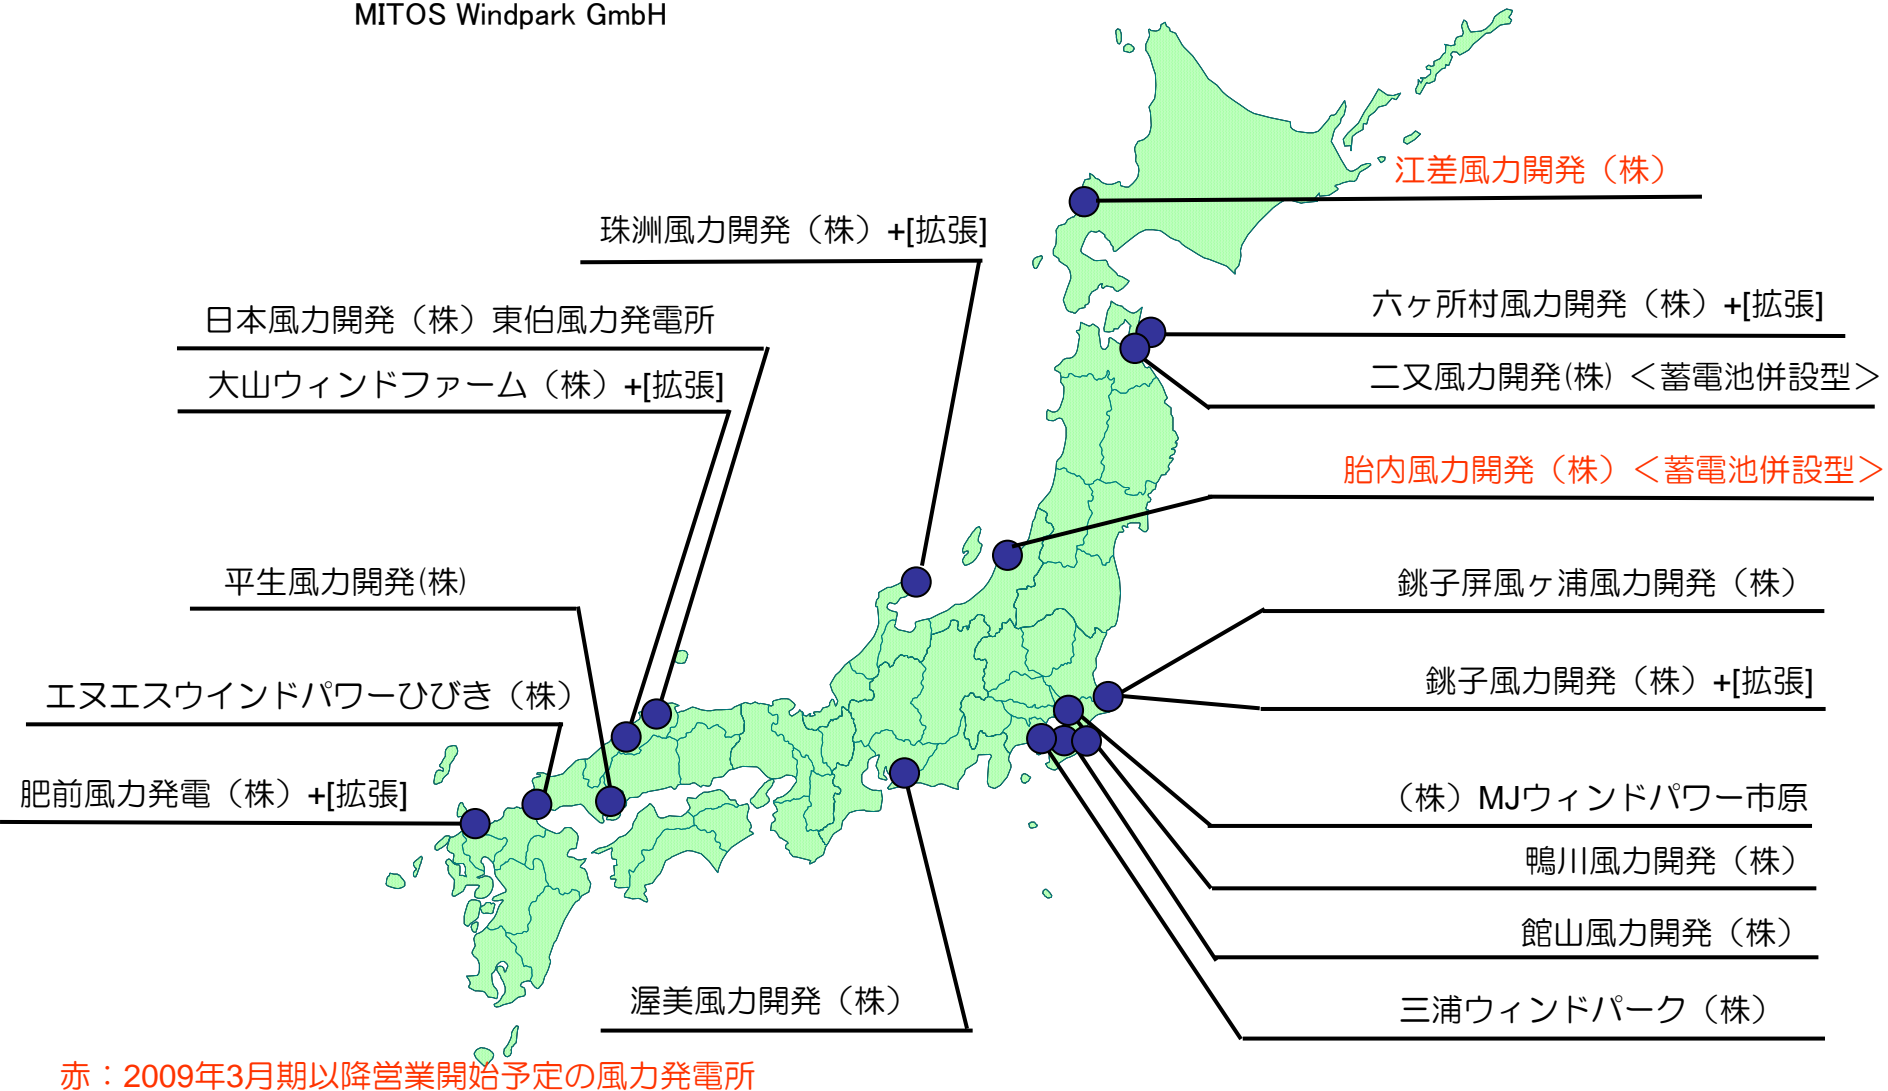 MITOS Windpark GmbH
江差風力開発（株）
珠洲風力開発（株）+[拡張]
六ヶ所村風力開発（株）+[拡張]
日本風力開発（株）東伯風力発電所
二又風力開発(株) ＜蓄電池併設型＞
大山ウィンドファーム（株）+[拡張]
胎内風力開発（株）＜蓄電池併設型＞
平生風力開発(株)
銚子屏風ヶ浦風力開発（株）
エヌエスウインドパワーひびき（株）
銚子風力開発（株）+[拡張]
肥前風力発電（株）+[拡張]
（株）MJウィンドパワー市原
鴨川風力開発（株）
館山風力開発（株）
渥美風力開発（株）
三浦ウィンドパーク（株）
赤：2009年3月期以降営業開始予定の風力発電所